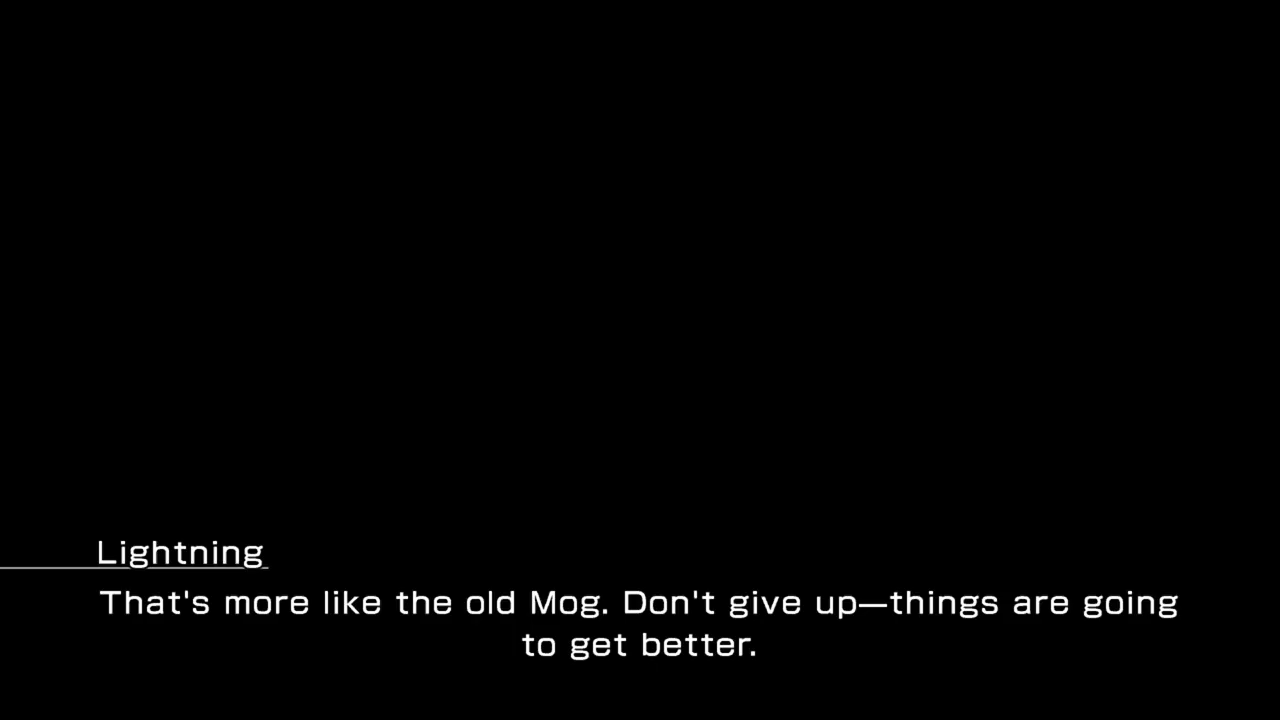 Lightning
That's more like the old Mog. Don't give up—things are going
to get better.